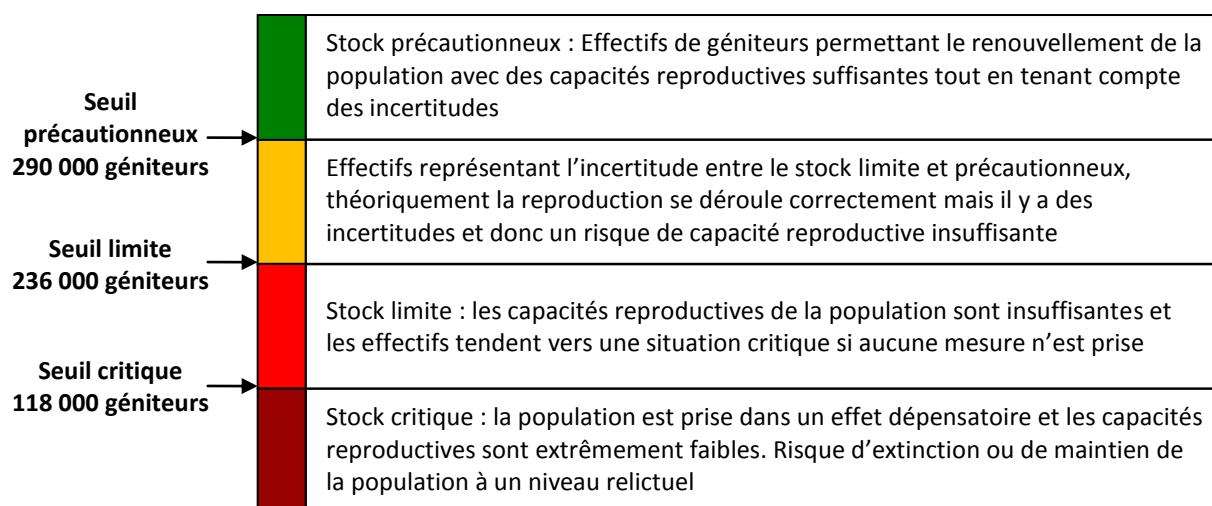 Stock précautionneux : Effectifs de géniteurs permettant le renouvellement de la
population avec des capacités reproductives suffisantes tout en tenant compte
des incertitudes
Seuil
précautionneux
290 000 géniteurs
Effectifs représentant l’incertitude entre le stock limite et précautionneux,
théoriquement la reproduction se déroule correctement mais il y a des
incertitudes et donc un risque de capacité reproductive insuffisante
Seuil limite
236 000 géniteurs
Stock limite : les capacités reproductives de la population sont insuffisantes et
les effectifs tendent vers une situation critique si aucune mesure n’est prise
Seuil critique
118 000 géniteurs
Stock critique : la population est prise dans un effet dépensatoire et les capacités
reproductives sont extrêmement faibles. Risque d’extinction ou de maintien de
la population à un niveau relictuel